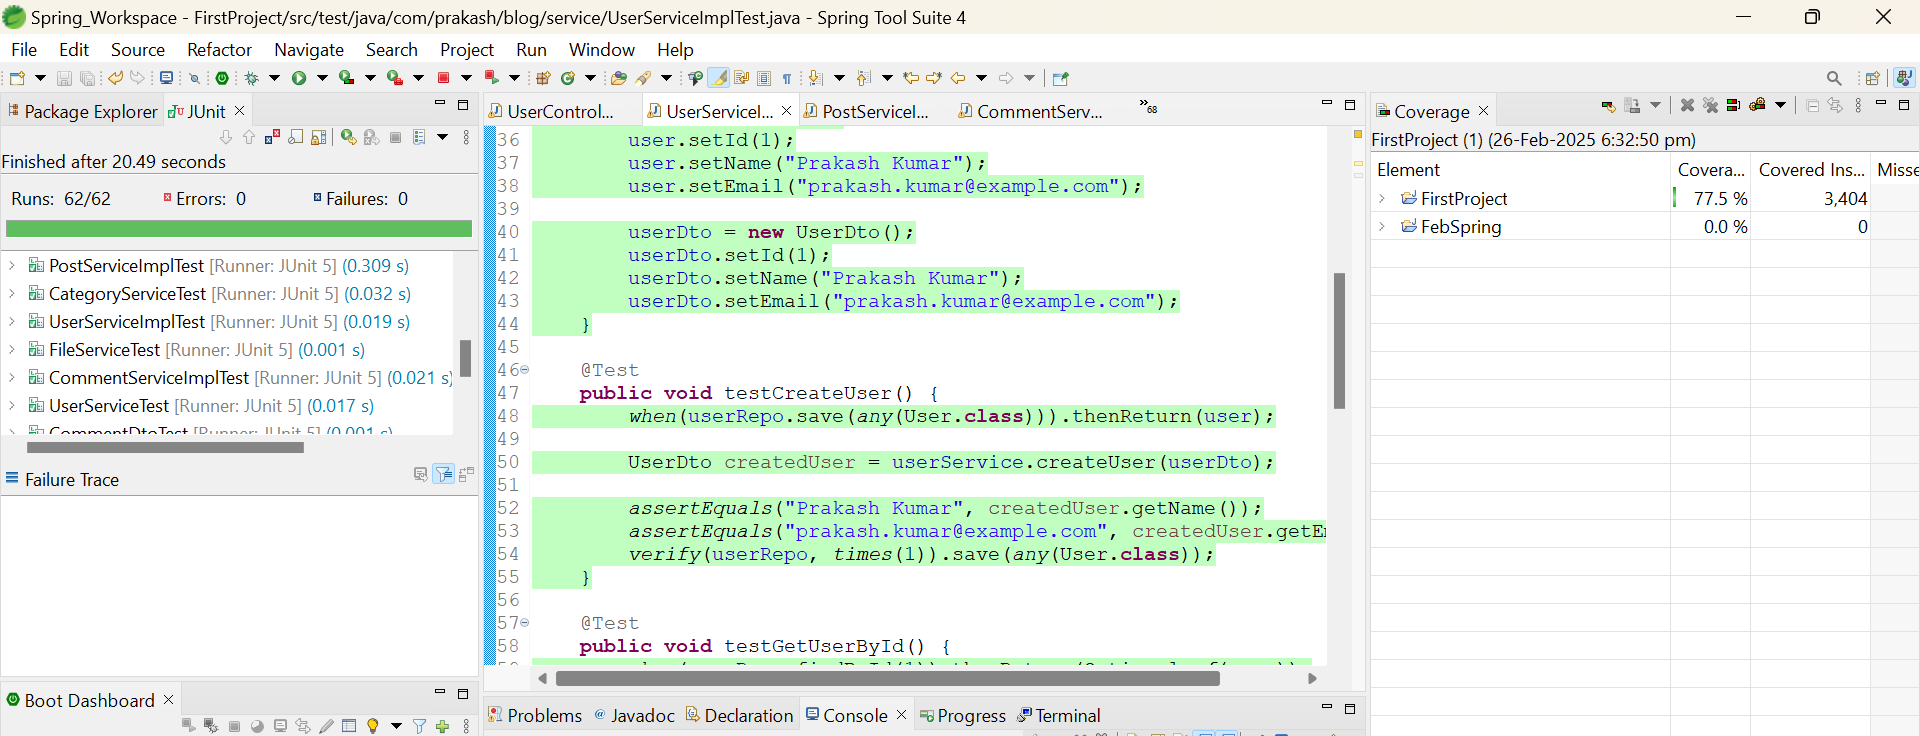 Spring_Workspace - FirstProject/src/test/java/com/prakash/blog/service/UserServiceImplTest.java - Spring Tool Suite 4
File Edit Source Refactor Navigate Search Project Run Window Help
Package Explorer JUnit
Finished after 20.49 seconds
Runs: 62/62 Errors: 0 Failures: 0
PostServiceImplTest [Runner: JUnit 5] (0.309 s)
CategoryServiceTest [Runner: JUnit 5] (0.032 s)
UserServiceImplTest [Runner: JUnit 5] (0.019 s)
FileServiceTest [Runner: JUnit 5] (0.001 s)
CommentServiceImplTest [Runner: JUnit 5] (0.021 s)
UserServiceTest [Runner: JUnit 5] (0.017 s)
CommentDtoTest [Runner: JUnit 5] (0.001 s)
Failure Trace
Boot Dashboard
UserControl... UserServiceI... PostServiceI... CommentServ... »68
36 user.setId(1);
37 user.setName("Prakash Kumar");
38 user.setEmail("prakash.kumar@example.com");
39
40 userDto = new UserDto();
41 userDto.setId(1);
42 userDto.setName("Prakash Kumar");
43 userDto.setEmail("prakash.kumar@example.com");
44 }
45
46 @Test
47 public void testCreateUser() {
48 when(userRepo.save(any(User.class))).thenReturn(user);
49
50 UserDto createdUser = userService.createUser(userDto);
51
52 assertEquals("Prakash Kumar", createdUser.getName());
53 assertEquals("prakash.kumar@example.com", createdUser.getE
54 verify(userRepo, times(1)).save(any(User.class));
55 }
56
57 @Test
58 public void testGetUserById() {
Problems Javadoc Declaration Console Progress Terminal
Coverage
FirstProject (1) (26-Feb-2025 6:32:50 pm)
Element Covera... Covered Ins... Misse
FirstProject 77.5 % 3,404
FebSpring 0.0 % 0